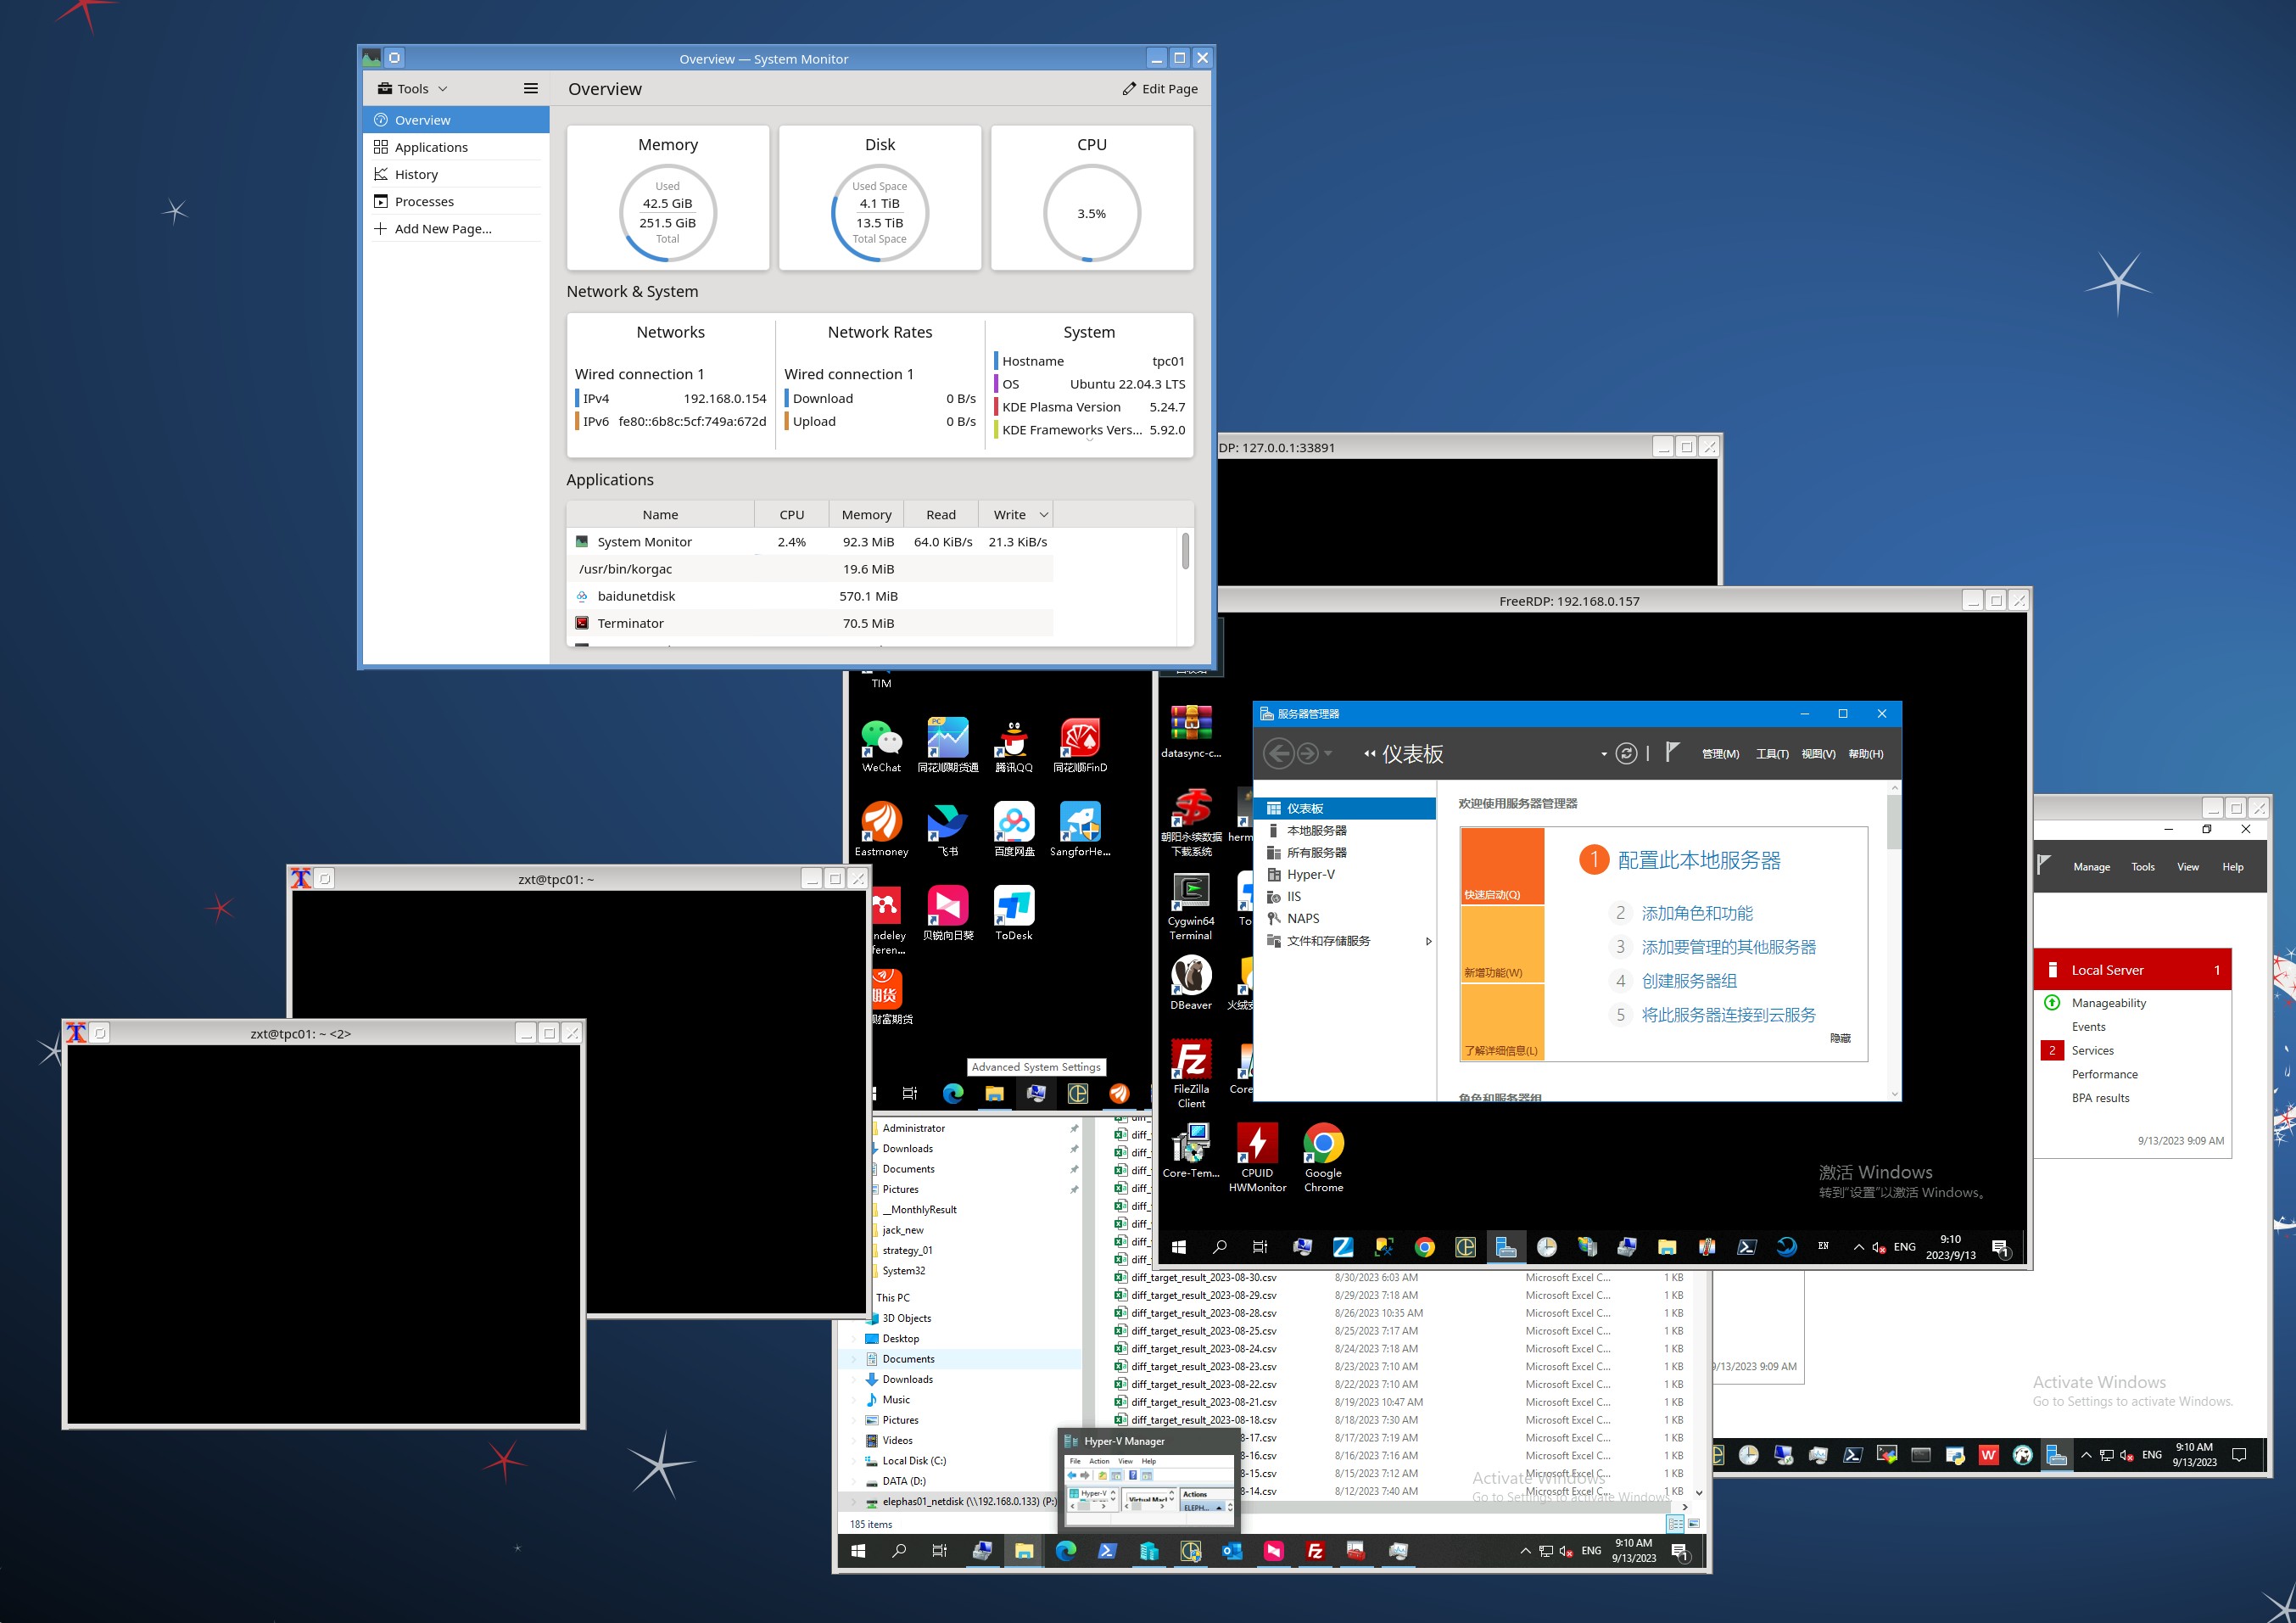 Overview — System Monitor
Tools
Overview
Edit Page
Overview
Applications
History
Processes
Add New Page...
Memory
Used
42.5 GiB
251.5 GiB
Total
Disk
Used Space
4.1 TiB
13.5 TiB
Total Space
CPU
3.5%
Network & System
Networks
Wired connection 1
IPv4 192.168.0.154
IPv6 fe80::6b8c:5cf:749a:672d
Network Rates
Wired connection 1
Download 0 B/s
Upload 0 B/s
System
Hostname tpc01
OS Ubuntu 22.04.3 LTS
KDE Plasma Version 5.24.7
KDE Frameworks Vers... 5.92.0
Applications
Name CPU Memory Read Write
System Monitor 2.4% 92.3 MiB 64.0 KiB/s 21.3 KiB/s
/usr/bin/korgac 19.6 MiB
baidunetdisk 570.1 MiB
Terminator 70.5 MiB
DP: 127.0.0.1:33891
FreeRDP: 192.168.0.157
TIM
WeChat
同花顺期货通
腾讯QQ
同花顺FinD
Eastmoney
飞书
百度网盘
SangforHe...
ndeley
feren...
贝锐向日葵
ToDesk
财富期货
Advanced System Settings
datasync-c...
朝阳永续数据
下载系统
herm
Cygwin64
Terminal
To
DBeaver
火绒安
FileZilla
Client
Core
Core-Tem...
CPUID
HWMonitor
Google
Chrome
服务器管理器
仪表板
管理(M)
工具(T)
视图(V)
帮助(H)
仪表板
本地服务器
所有服务器
Hyper-V
IIS
NAPS
文件和存储服务
欢迎使用服务器管理器
快速启动(Q)
新增功能(W)
了解详细信息(L)
1 配置此本地服务器
2 添加角色和功能
3 添加要管理的其他服务器
4 创建服务器组
5 将此服务器连接到云服务
隐藏
角色和服务器组
激活 Windows
转到"设置"以激活 Windows。
EN
ENG
9:10
2023/9/13
1
Manage
Tools
View
Help
Local Server 1
Manageability
Events
2 Services
Performance
BPA results
9/13/2023 9:09 AM
Activate Windows
Go to Settings to activate Windows.
ENG
9:10 AM
9/13/2023
9/13/2023 9:09 AM
zxt@tpc01: ~
zxt@tpc01: ~ <2>
Administrator
Downloads
Documents
Pictures
__MonthlyResult
jack_new
strategy_01
System32
This PC
3D Objects
Desktop
Documents
Downloads
Music
Pictures
Videos
Local Disk (C:)
DATA (D:)
elephas01_netdisk (\\192.168.0.133) (P:)
185 items
diff_target_result_2023-08-30.csv 8/30/2023 6:03 AM Microsoft Excel C... 1 KB
diff_target_result_2023-08-29.csv 8/29/2023 7:18 AM Microsoft Excel C... 1 KB
diff_target_result_2023-08-28.csv 8/26/2023 10:35 AM Microsoft Excel C... 1 KB
diff_target_result_2023-08-25.csv 8/25/2023 7:17 AM Microsoft Excel C... 1 KB
diff_target_result_2023-08-24.csv 8/24/2023 7:18 AM Microsoft Excel C... 1 KB
diff_target_result_2023-08-23.csv 8/23/2023 7:10 AM Microsoft Excel C... 1 KB
diff_target_result_2023-08-22.csv 8/22/2023 7:10 AM Microsoft Excel C... 1 KB
diff_target_result_2023-08-21.csv 8/19/2023 10:47 AM Microsoft Excel C... 1 KB
diff_target_result_2023-08-18.csv 8/18/2023 7:30 AM Microsoft Excel C... 1 KB
8-17.csv 8/17/2023 7:19 AM Microsoft Excel C... 1 KB
8-16.csv 8/16/2023 7:16 AM Microsoft Excel C... 1 KB
8-15.csv 8/15/2023 7:12 AM Microsoft Excel C... 1 KB
8-14.csv 8/12/2023 7:40 AM Microsoft Excel C... 1 KB
Hyper-V Manager
File Action View Help
Hyper-V
Virtual Macl
Actions
ELEPH...
Activate Windows
Go to Settings to activate Windows.
ENG
9:10 AM
9/13/2023
1